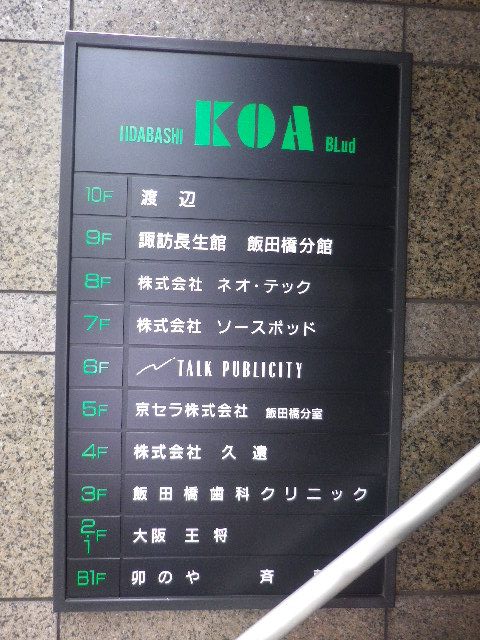 IIDABASHI KOA BLud
10F 渡 辺
9F 諏訪長生館 飯田橋分館
8F 株式会社 ネオ・テック
7F 株式会社 ソースポッド
6F TALK PUBLICITY
5F 京セラ株式会社 飯田橋分室
4F 株式会社 久 遠
3F 飯田橋歯科クリニック
2・1F 大阪 王将
B1F 卯のや 斉